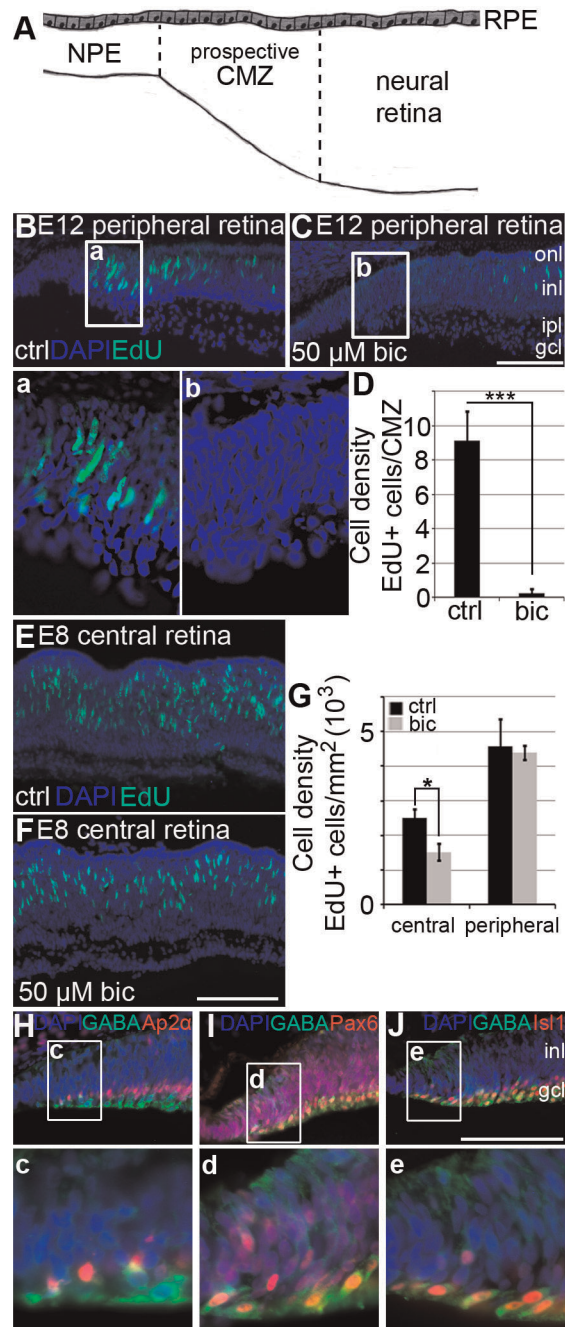 A
RPE
NPE
prospective
CMZ
neural
retina
B E12 peripheral retina
a
ctrl DAPI EdU
C E12 peripheral retina
b
onl
inl
ipl
gcl
50 µM bic
a
b
D
Cell density
EdU+ cells/CMZ
10
8
6
4
2
0
***
ctrl
bic
E E8 central retina
ctrl DAPI EdU
F E8 central retina
50 µM bic
G
Cell density
EdU+ cells/mm² (10³)
ctrl
bic
5
0
*
central
peripheral
H DAPI GABA Ap2α
c
I DAPI GABA Pax6
d
J DAPI GABA Isl1
e
inl
gcl
c
d
e